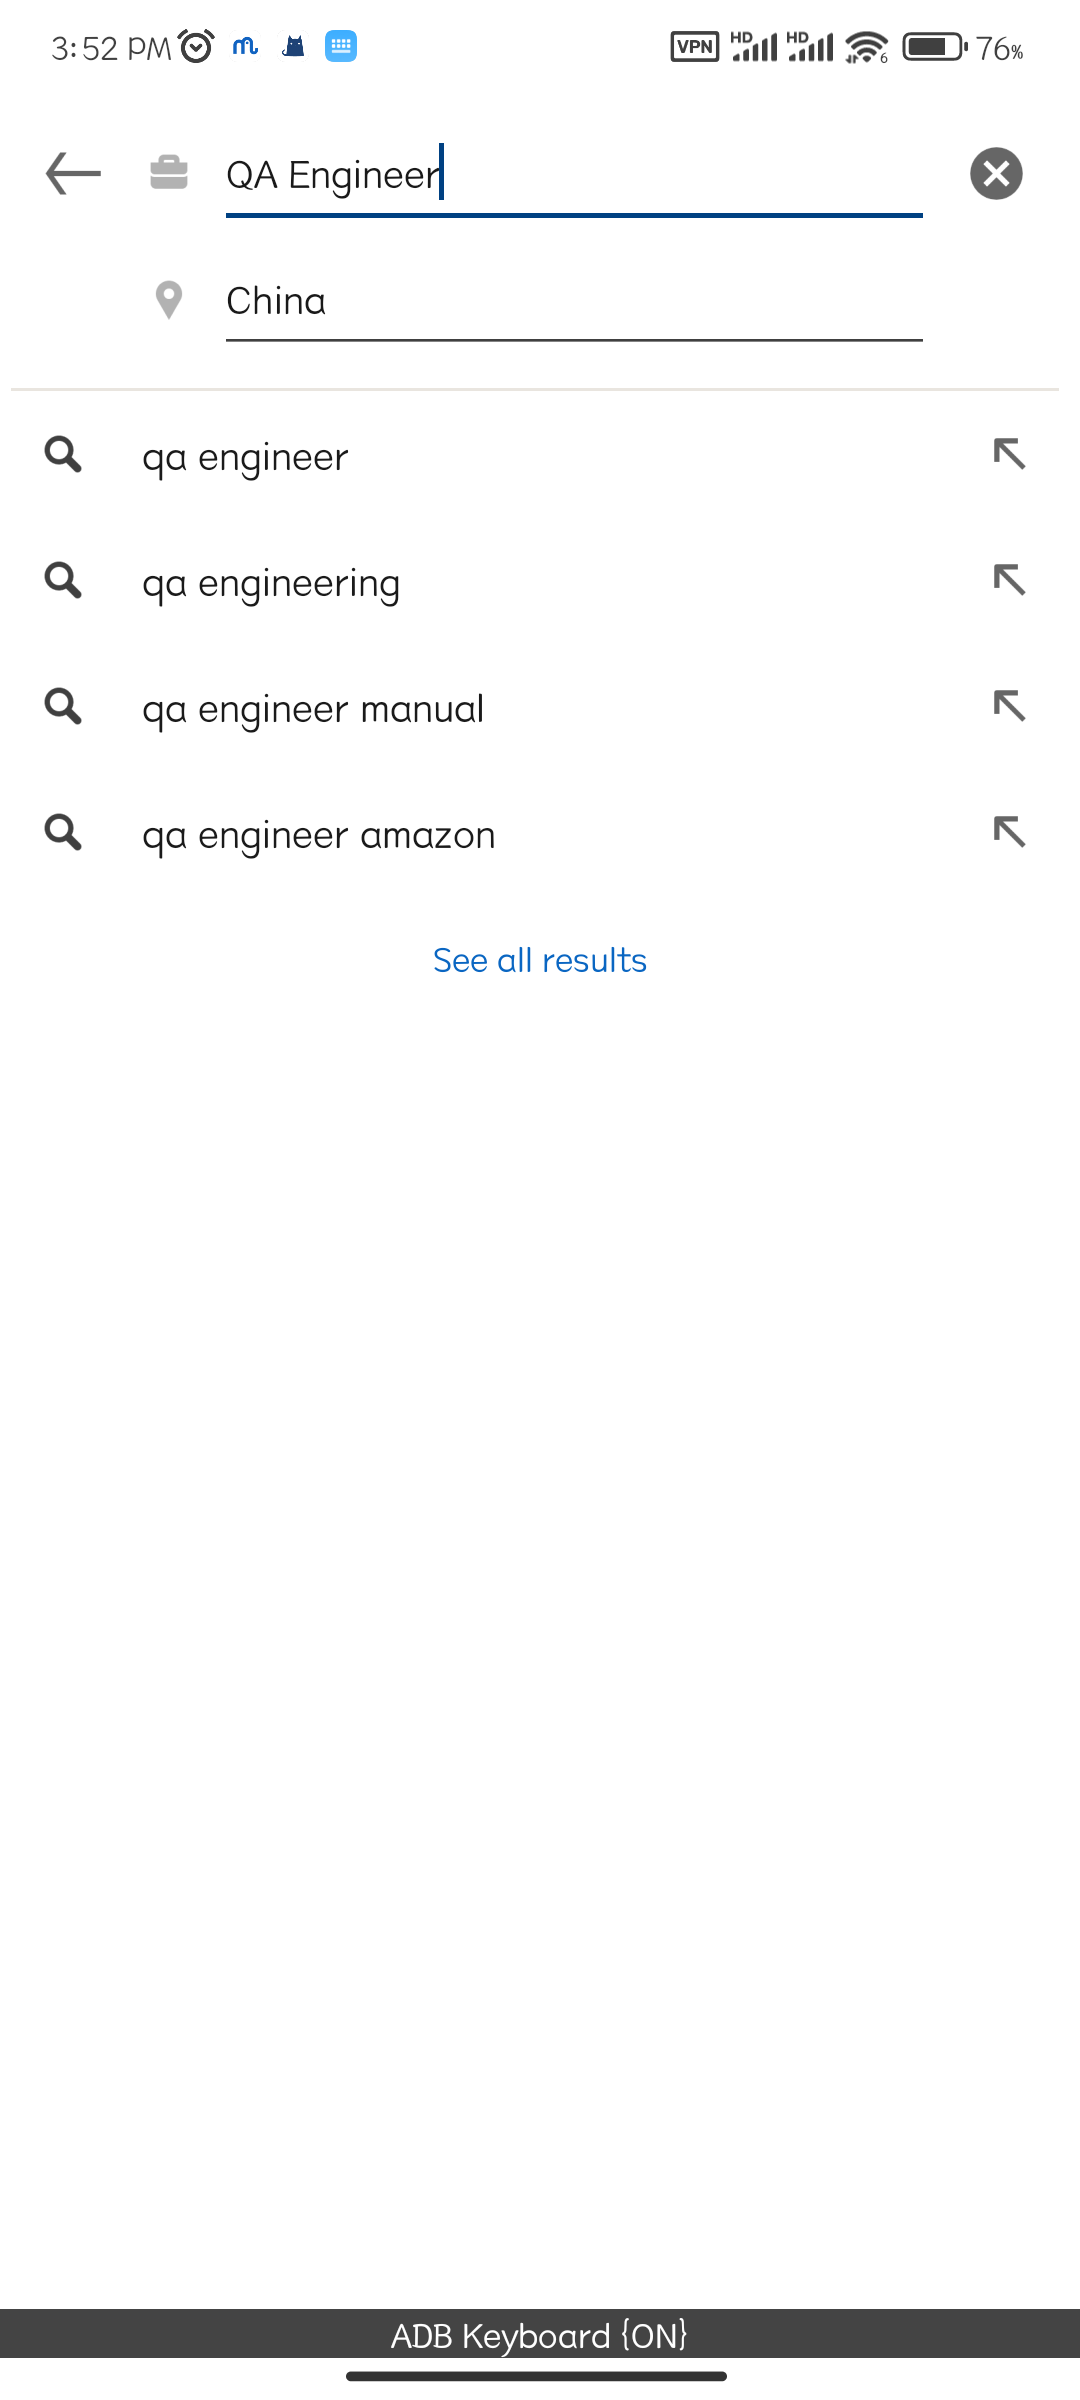 3:52 PM
VPN HD HD 6 76%
QA Engineer
China
qa engineer
qa engineering
qa engineer manual
qa engineer amazon
See all results
ADB Keyboard {ON}